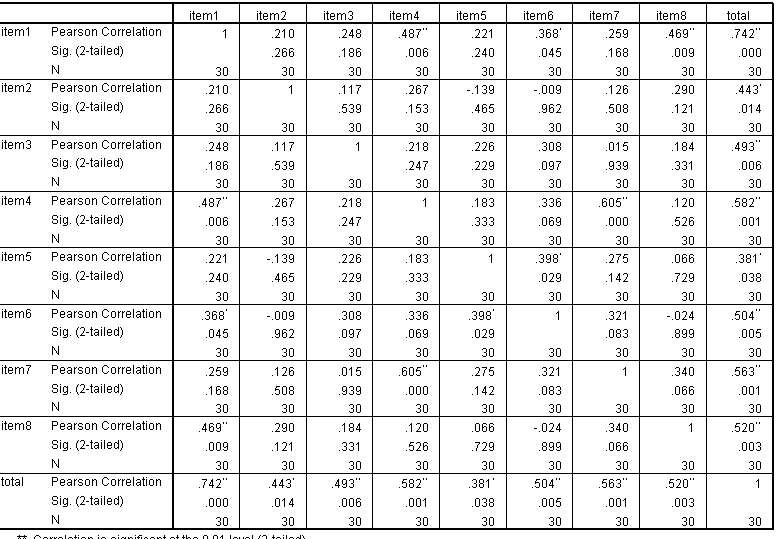 item1 item2 item3 item4 item5 item6 item7 item8 total
item1 Pearson Correlation 1 .210 .248 .487** .221 .368* .259 .469** .742**
Sig. (2-tailed) .266 .186 .006 .240 .045 .168 .009 .000
N 30 30 30 30 30 30 30 30 30
item2 Pearson Correlation .210 1 .117 .267 -.139 -.009 .126 .290 .443*
Sig. (2-tailed) .266 .539 .153 .465 .962 .508 .121 .014
N 30 30 30 30 30 30 30 30 30
item3 Pearson Correlation .248 .117 1 .218 .226 .308 .015 .184 .493**
Sig. (2-tailed) .186 .539 .247 .229 .097 .939 .331 .006
N 30 30 30 30 30 30 30 30 30
item4 Pearson Correlation .487** .267 .218 1 .183 .336 .605** .120 .582**
Sig. (2-tailed) .006 .153 .247 .333 .069 .000 .526 .001
N 30 30 30 30 30 30 30 30 30
item5 Pearson Correlation .221 -.139 .226 .183 1 .398* .275 .066 .381*
Sig. (2-tailed) .240 .465 .229 .333 .029 .142 .729 .038
N 30 30 30 30 30 30 30 30 30
item6 Pearson Correlation .368* -.009 .308 .336 .398* 1 .321 -.024 .504**
Sig. (2-tailed) .045 .962 .097 .069 .029 .083 .899 .005
N 30 30 30 30 30 30 30 30 30
item7 Pearson Correlation .259 .126 .015 .605** .275 .321 1 .340 .563**
Sig. (2-tailed) .168 .508 .939 .000 .142 .083 .066 .001
N 30 30 30 30 30 30 30 30 30
item8 Pearson Correlation .469** .290 .184 .120 .066 -.024 .340 1 .520**
Sig. (2-tailed) .009 .121 .331 .526 .729 .899 .066 .003
N 30 30 30 30 30 30 30 30 30
total Pearson Correlation .742** .443* .493** .582** .381* .504** .563** .520** 1
Sig. (2-tailed) .000 .014 .006 .001 .038 .005 .001 .003
N 30 30 30 30 30 30 30 30 30
**. Correlation is significant at the 0.01 level (2-tailed).